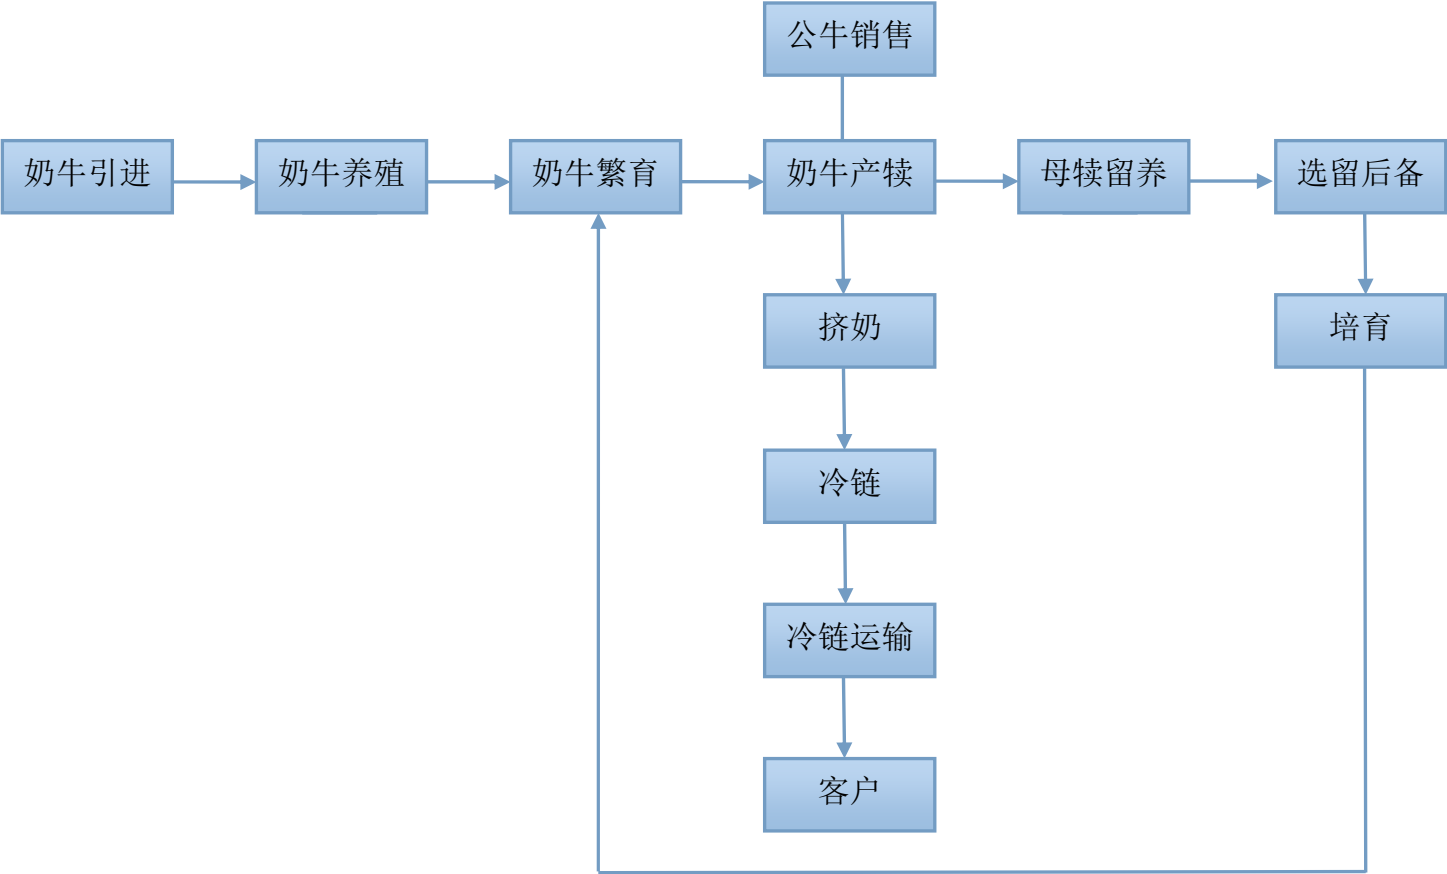 公牛销售
奶牛引进
奶牛养殖
奶牛繁育
奶牛产犊
母犊留养
选留后备
挤奶
培育
冷链
冷链运输
客户